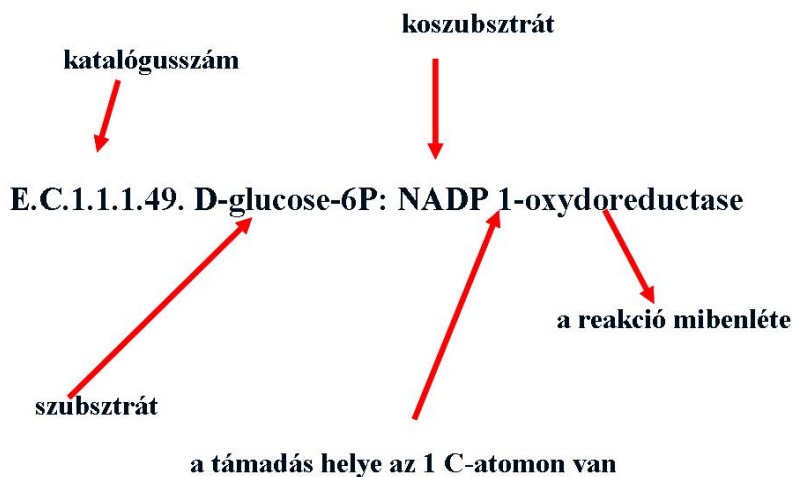 koszubsztrát
katalógusszám
E.C.1.1.1.49. D-glucose-6P: NADP 1-oxydoreductase
a reakció mibenléte
szubsztrát
a támadás helye az 1 C-atomon van